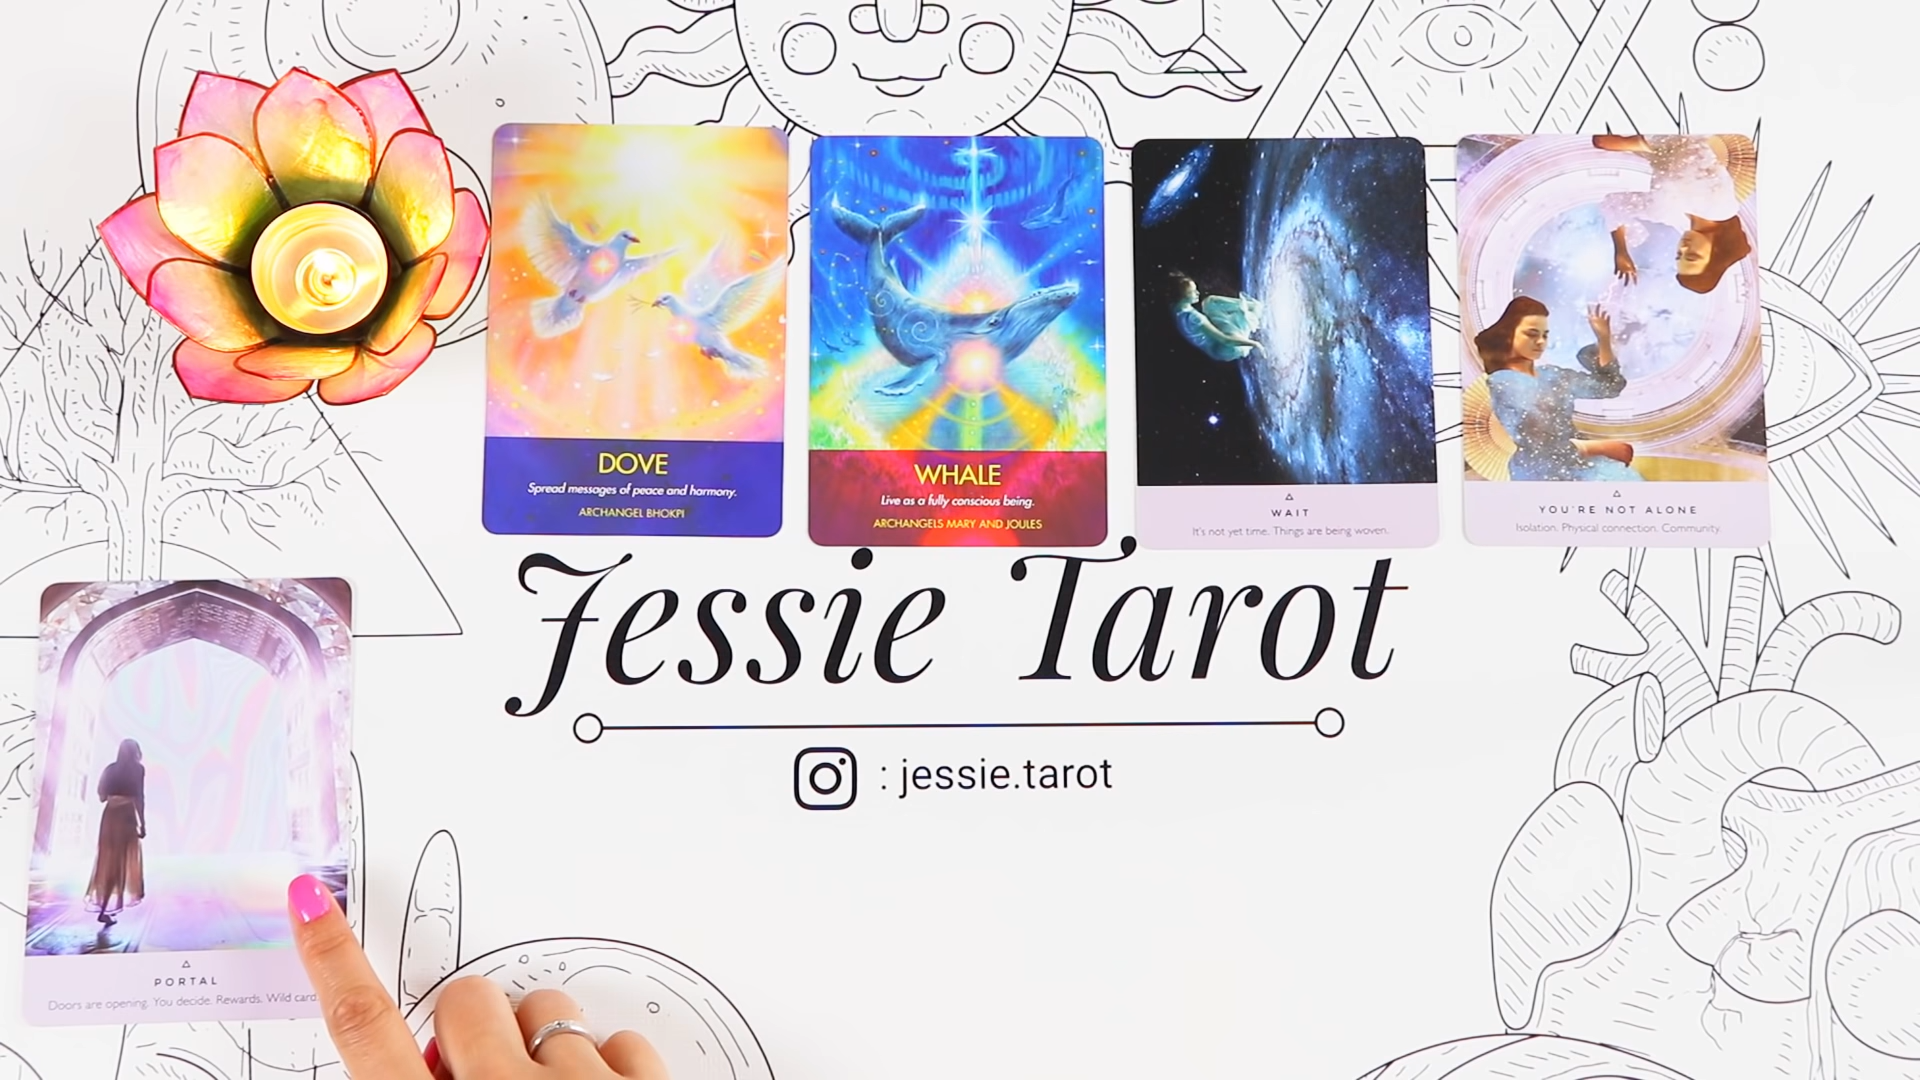 DOVE
Spread messages of peace and harmony.
ARCHANGEL BHOKPI
WHALE
Live as a fully conscious being.
ARCHANGELS MARY AND JOULES
WAIT
It's not yet time. Things are being woven.
YOU'RE NOT ALONE
Isolation. Physical connection. Community.
Jessie Tarot
: jessie.tarot
PORTAL
Doors are opening. You decide. Rewards. Wild card.